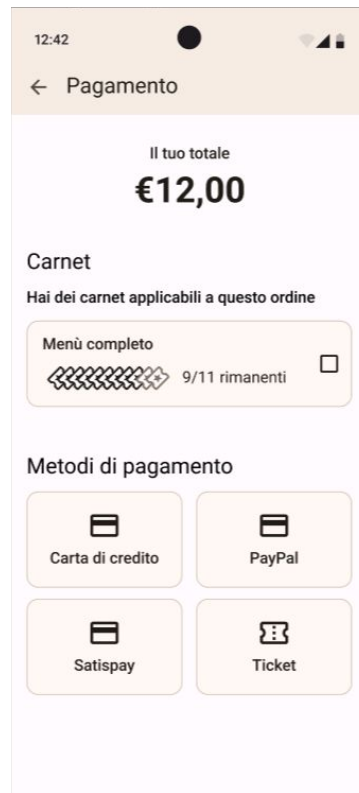 12:42
Pagamento
Il tuo totale
€12,00
Carnet
Hai dei carnet applicabili a questo ordine
Menù completo
9/11 rimanenti
Metodi di pagamento
Carta di credito
PayPal
Satispay
Ticket